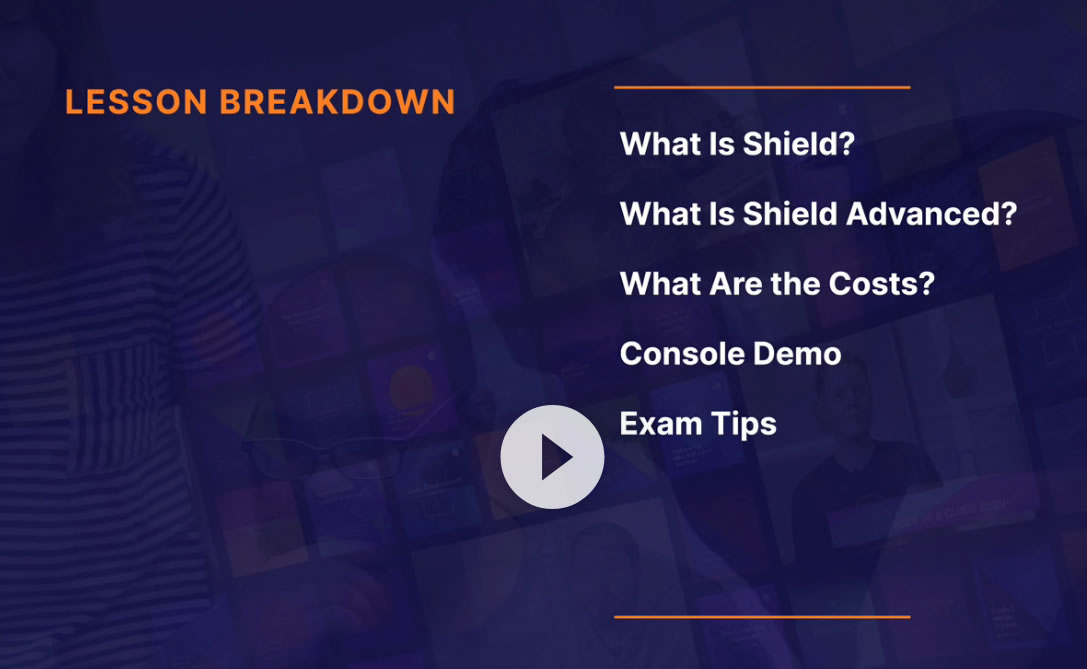 LESSON BREAKDOWN
What Is Shield?
What Is Shield Advanced?
What Are the Costs?
Console Demo
Exam Tips